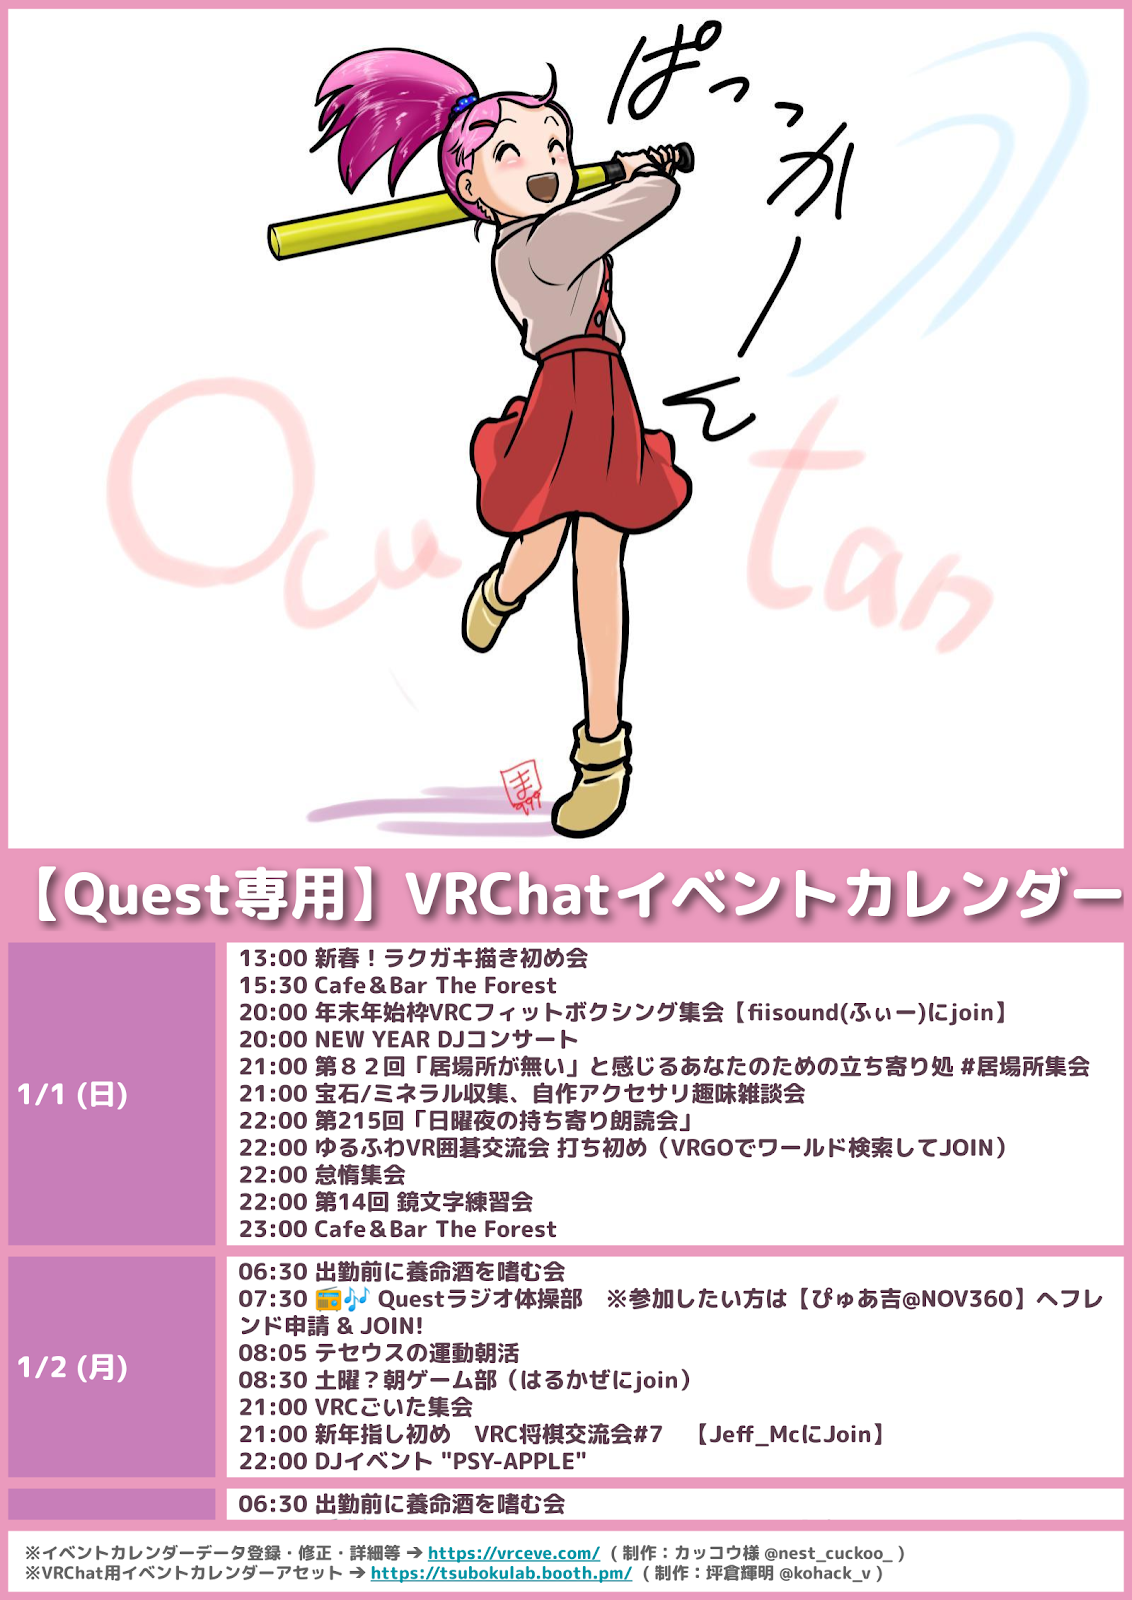 ぱっっかーん
Ocu tan
ま
999
【Quest専用】VRChatイベントカレンダー
1/1 (日)
13:00 新春！ラクガキ描き初め会
15:30 Cafe＆Bar The Forest
20:00 年末年始枠VRCフィットボクシング集会【fiisound(ふぃー)にjoin】
20:00 NEW YEAR DJコンサート
21:00 第８２回「居場所が無い」と感じるあなたのための立ち寄り処 #居場所集会
21:00 宝石/ミネラル収集、自作アクセサリ趣味雑談会
22:00 第215回「日曜夜の持ち寄り朗読会」
22:00 ゆるふわVR囲碁交流会 打ち初め（VRGOでワールド検索してJOIN）
22:00 怠惰集会
22:00 第14回 鏡文字練習会
23:00 Cafe＆Bar The Forest
1/2 (月)
06:30 出勤前に養命酒を嗜む会
07:30 📻🎶 Questラジオ体操部　※参加したい方は【ぴゅあ吉@NOV360】へフレ
ンド申請 & JOIN!
08:05 テセウスの運動朝活
08:30 土曜？朝ゲーム部（はるかぜにjoin）
21:00 VRCごいた集会
21:00 新年指し初め　VRC将棋交流会#7　【Jeff_McにJoin】
22:00 DJイベント "PSY-APPLE"
06:30 出勤前に養命酒を嗜む会
※イベントカレンダーデータ登録・修正・詳細等 ➔ https://vrceve.com/ （ 制作：カッコウ様 @nest_cuckoo_ ）
※VRChat用イベントカレンダーアセット ➔ https://tsubokulab.booth.pm/ （ 制作：坪倉輝明 @kohack_v ）